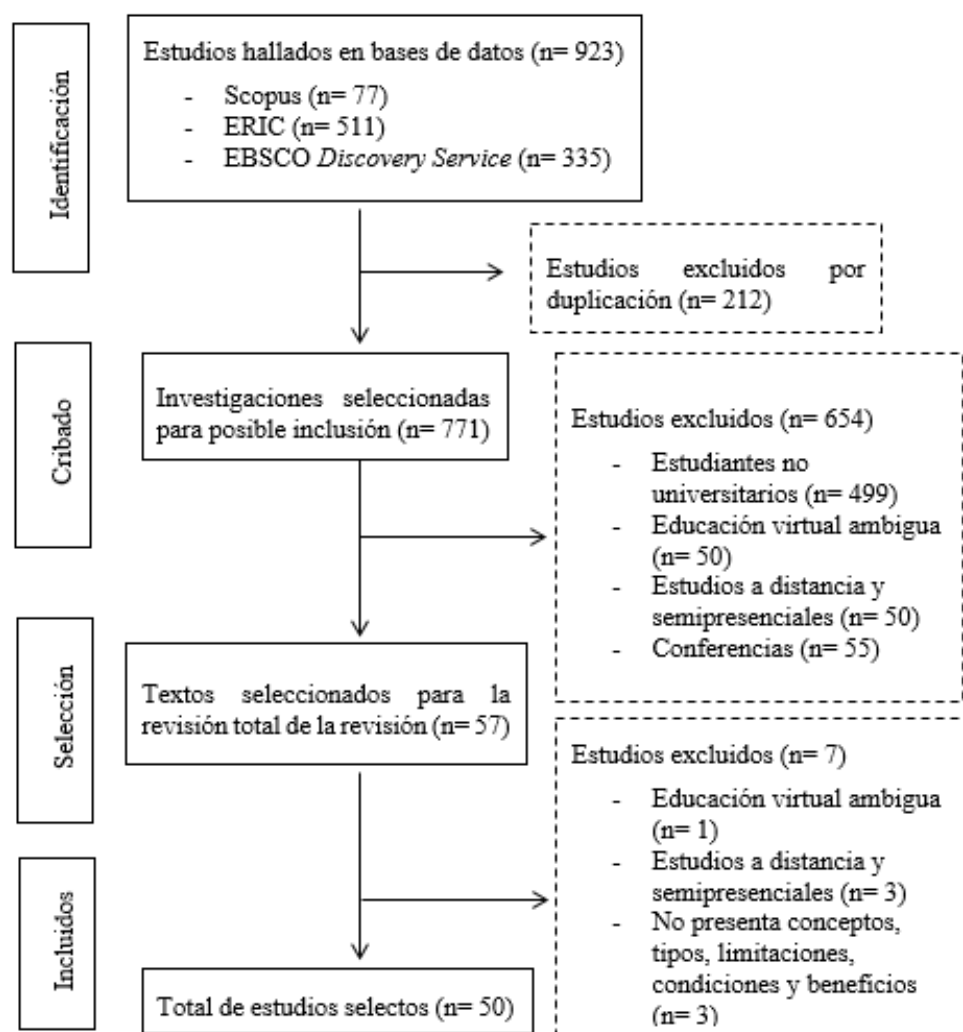 Identificación
Estudios hallados en bases de datos (n= 923)
- Scopus (n= 77)
- ERIC (n= 511)
- EBSCO Discovery Service (n= 335)
Estudios excluidos por
duplicación (n= 212)
Cribado
Investigaciones seleccionadas
para posible inclusión (n= 771)
Estudios excluidos (n= 654)
- Estudiantes no
universitarios (n= 499)
- Educación virtual ambigua
(n= 50)
- Estudios a distancia y
semipresenciales (n= 50)
- Conferencias (n= 55)
Selección
Textos seleccionados para la
revisión total de la revisión (n= 57)
Estudios excluidos (n= 7)
- Educación virtual ambigua
(n= 1)
- Estudios a distancia y
semipresenciales (n= 3)
- No presenta conceptos,
tipos, limitaciones,
condiciones y beneficios
(n= 3)
Incluidos
Total de estudios selectos (n= 50)